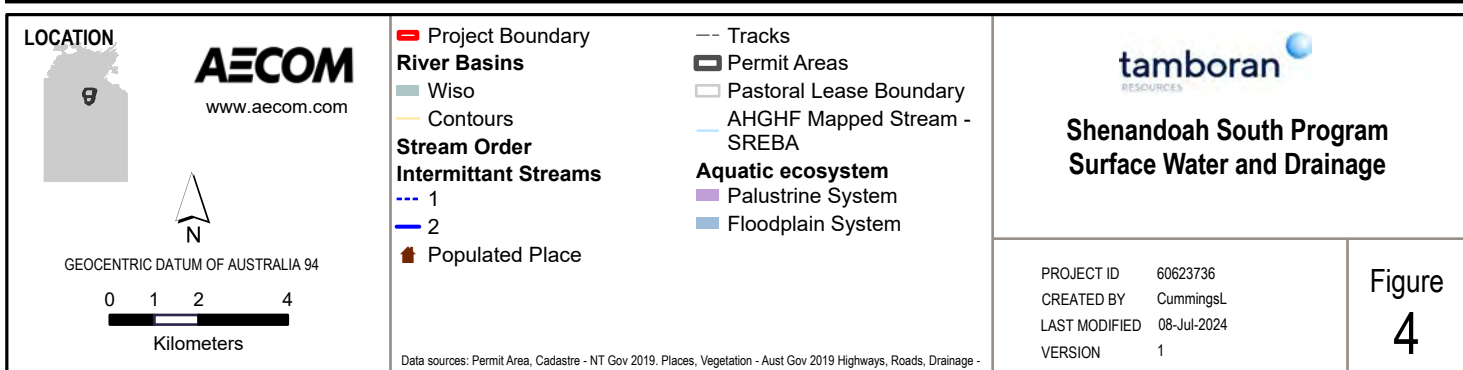 LOCATION
AECOM
www.aecom.com
N
GEOCENTRIC DATUM OF AUSTRALIA 94
0 1 2 4
Kilometers
Project Boundary
River Basins
Wiso
Contours
Stream Order
Intermittant Streams
1
2
Populated Place
Tracks
Permit Areas
Pastoral Lease Boundary
AHGHF Mapped Stream -
SREBA
Aquatic ecosystem
Palustrine System
Floodplain System
Data sources: Permit Area, Cadastre - NT Gov 2019. Places, Vegetation - Aust Gov 2019 Highways, Roads, Drainage -
tamboran
RESOURCES
Shenandoah South Program
Surface Water and Drainage
PROJECT ID 60623736
CREATED BY CummingsL
LAST MODIFIED 08-Jul-2024
VERSION 1
Figure
4